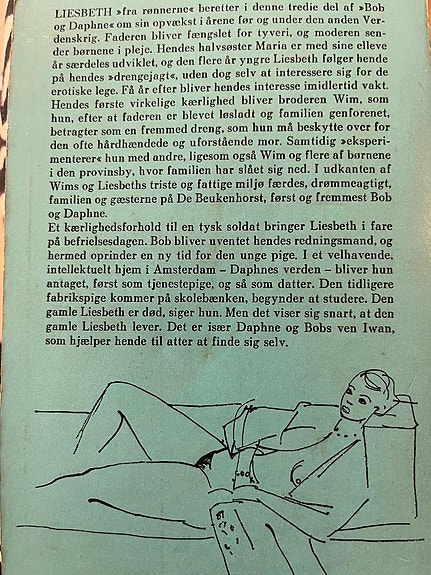 LIESBETH »fra rønnerne« beretter i denne tredie del af »Bob
og Daphne« om sin opvækst i årene før og under den anden Ver-
denskrig. Faderen bliver fængslet for tyveri, og moderen sen-
der børnene i pleje. Hendes halvsøster Maria er med sine elleve
år særdeles udviklet, og den flere år yngre Liesbeth følger hende
på hendes »drengejagt«, uden dog selv at interessere sig for de
erotiske lege. Få år efter bliver hendes interesse imidlertid vakt.
Hendes første virkelige kærlighed bliver broderen Wim, som
hun, efter at faderen er blevet løsladt og familien genforenet,
betragter som en fremmed dreng, som hun må beskytte over for
den ofte hårdhændede og uforstående mor. Samtidig »eksperi-
menterer« hun med andre, ligesom også Wim og flere af børnene
i den provinsby, hvor familien har slået sig ned. I udkanten af
Wims og Liesbeths triste og fattige miljø færdes, drømmeagtigt,
familien og gæsterne på De Beukenhorst, først og fremmest Bob
og Daphne.
Et kærlighedsforhold til en tysk soldat bringer Liesbeth i fare
på befrielsesdagen. Bob bliver uventet hendes redningsmand, og
hermed oprinder en ny tid for den unge pige. I et velhavende,
intellektuelt hjem i Amsterdam – Daphnes verden – bliver hun
antaget, først som tjenestepige, og så som datter. Den tidligere
fabrikspige kommer på skolebænken, begynder at studere. Den
gamle Liesbeth er død, siger hun. Men det viser sig snart, at den
gamle Liesbeth lever. Det er især Daphne og Bobs ven Iwan,
som hjælper hende til atter at finde sig selv.